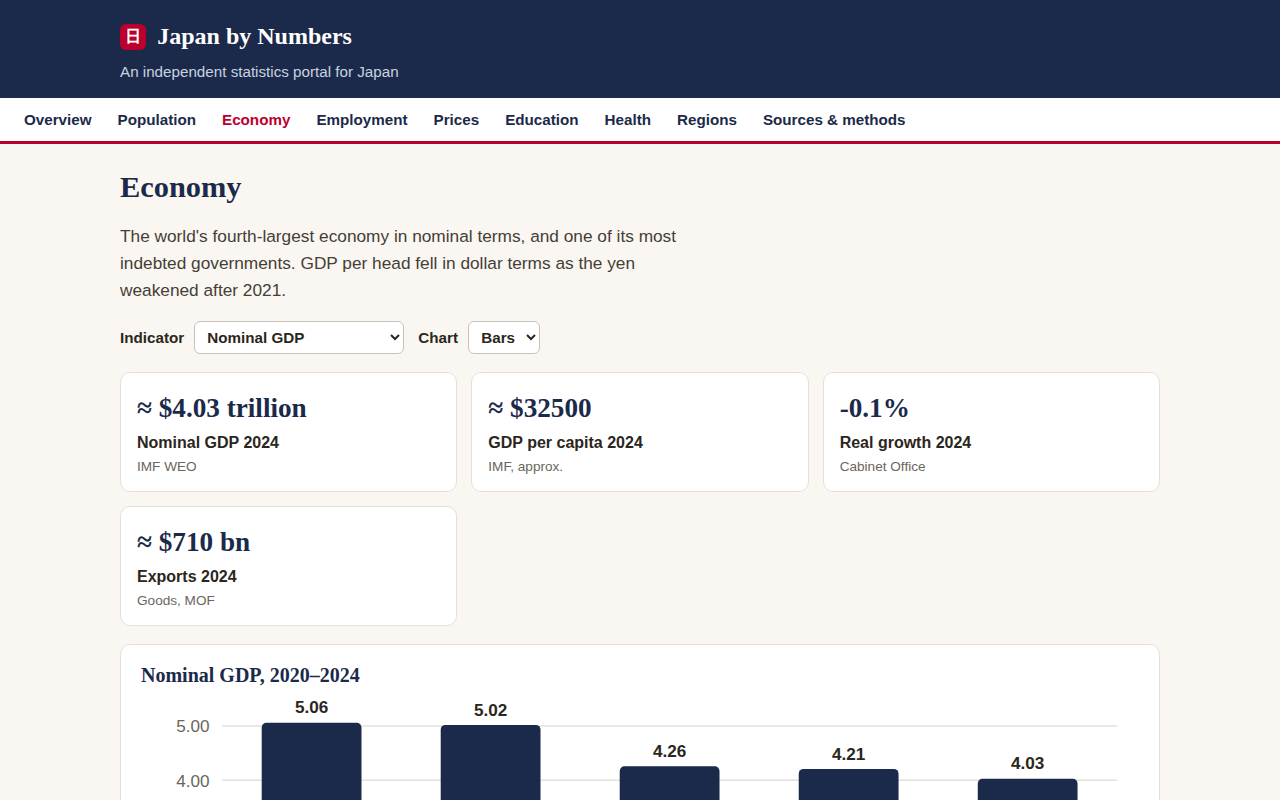 日 Japan by Numbers
An independent statistics portal for Japan
Overview Population Economy Employment Prices Education Health Regions Sources & methods
Economy
The world's fourth-largest economy in nominal terms, and one of its most
indebted governments. GDP per head fell in dollar terms as the yen
weakened after 2021.
Indicator Nominal GDP Chart Bars
≈ $4.03 trillion
Nominal GDP 2024
IMF WEO
≈ $32500
GDP per capita 2024
IMF, approx.
-0.1%
Real growth 2024
Cabinet Office
≈ $710 bn
Exports 2024
Goods, MOF
Nominal GDP, 2020–2024
5.06
5.02
5.00
4.26
4.21
4.03
4.00